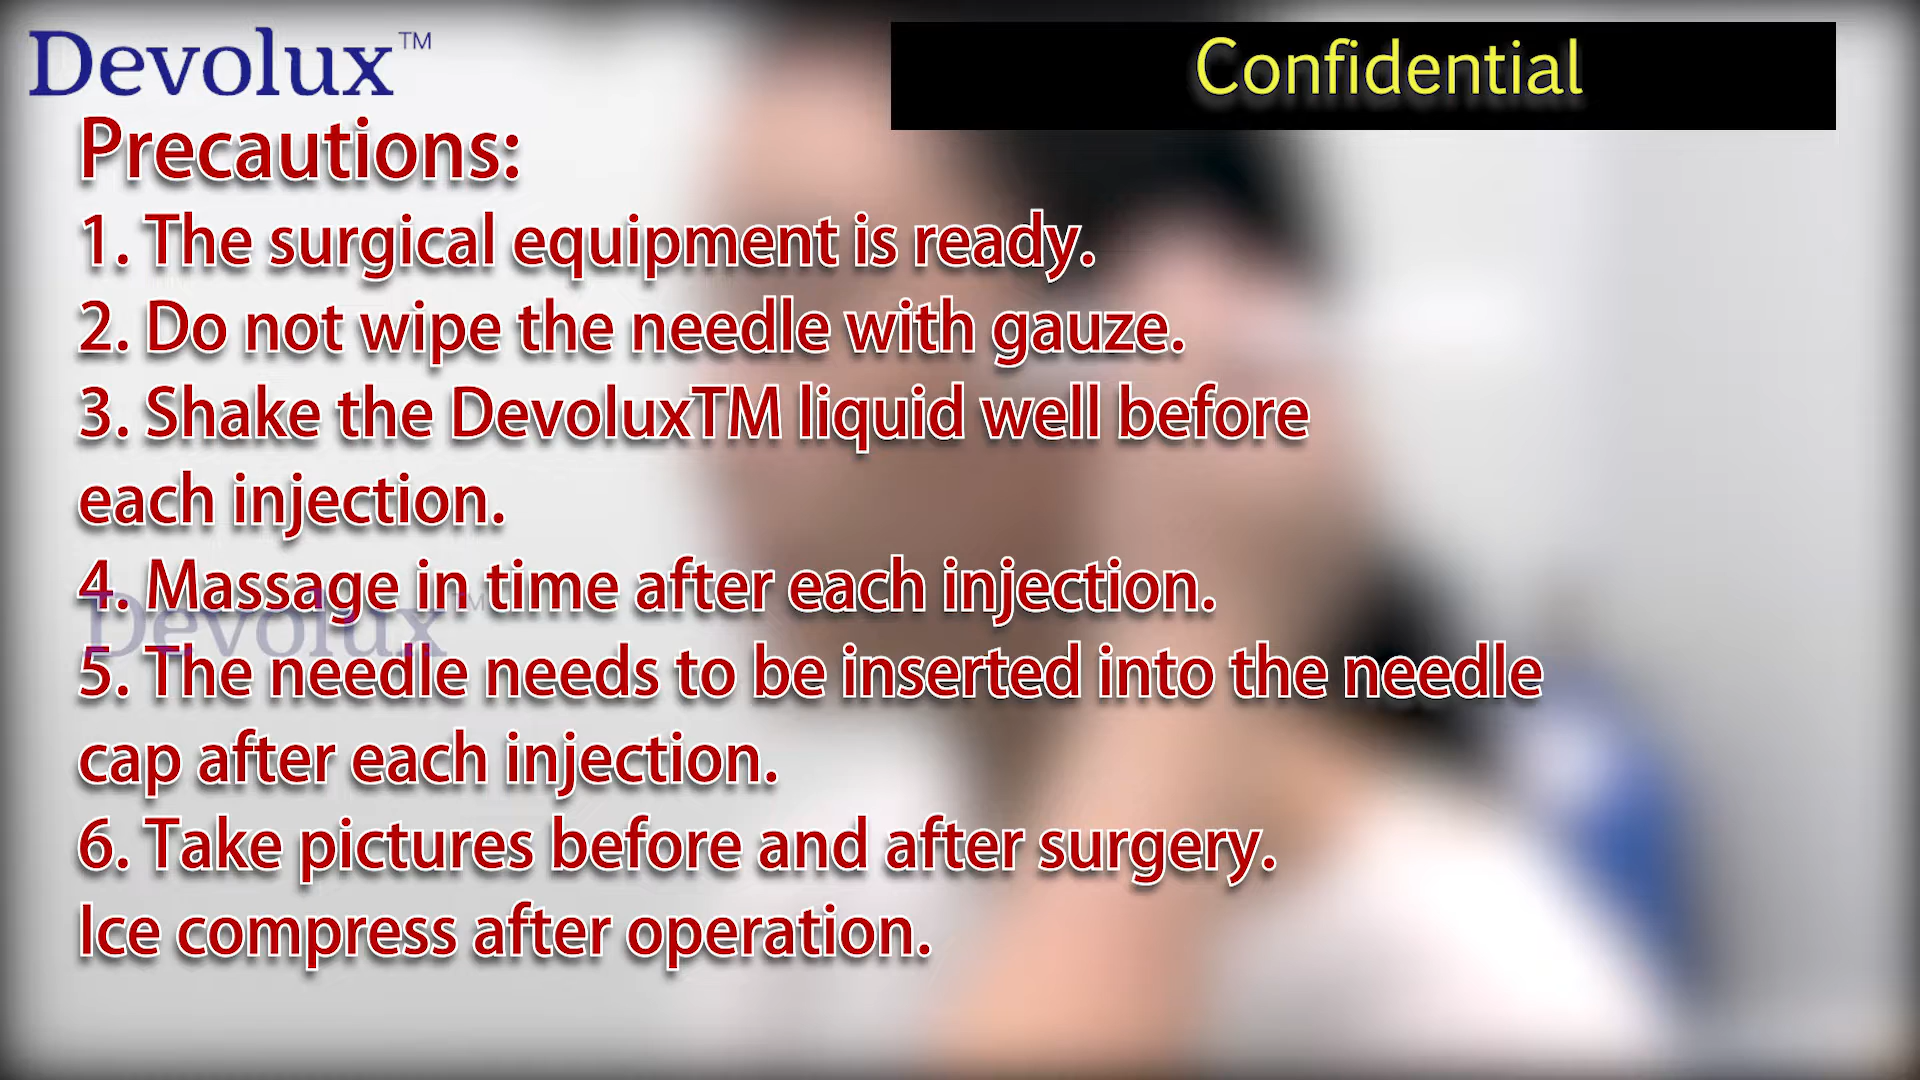 Devolux™
Confidential
Precautions:
1. The surgical equipment is ready.
2. Do not wipe the needle with gauze.
3. Shake the DevoluxTM liquid well before
each injection.
4. Massage in time after each injection.
Devolux™
5. The needle needs to be inserted into the needle
cap after each injection.
6. Take pictures before and after surgery.
Ice compress after operation.